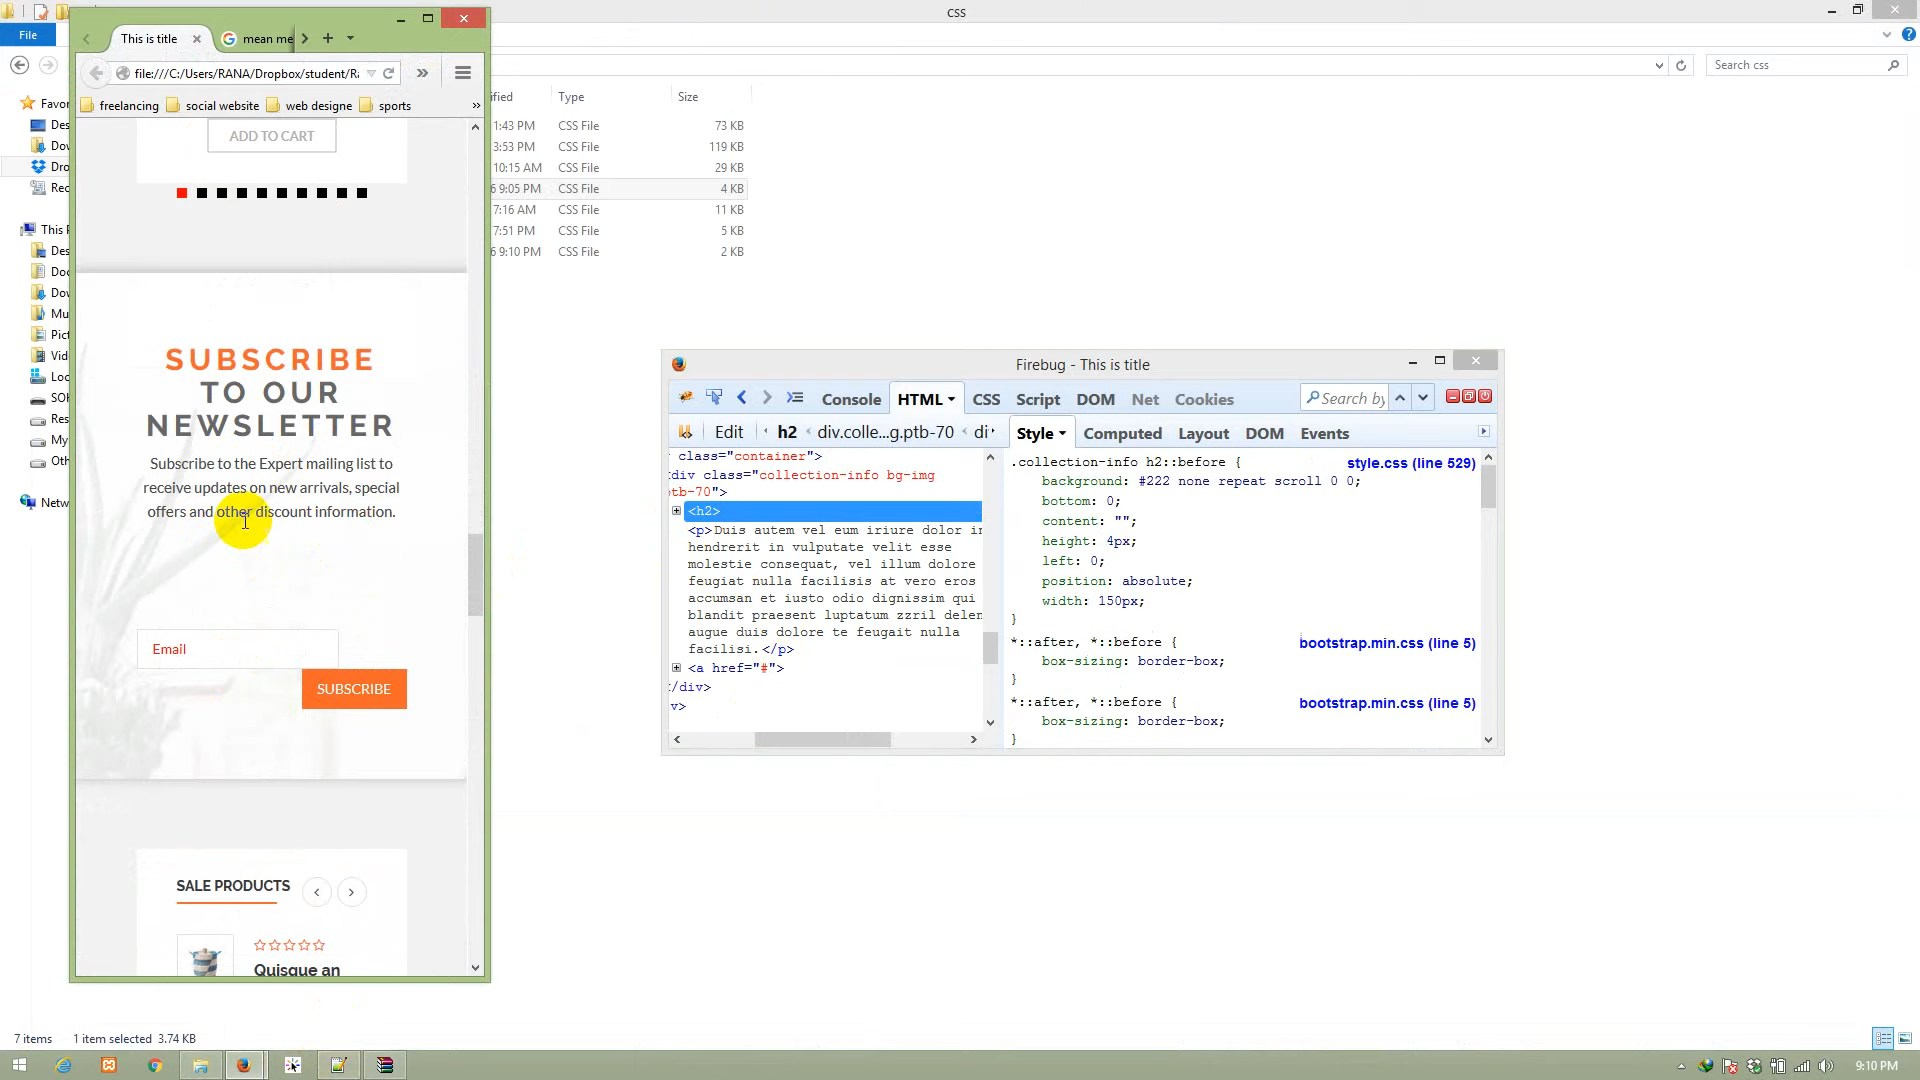 CSS
File
This is title
mean me
file:///C:/Users/RANA/Dropbox/student/R
freelancing
social website
web designe
sports
»
Search css
ified
Type
Size
1:43 PM CSS File 73 KB
3:53 PM CSS File 119 KB
10:15 AM CSS File 29 KB
6 9:05 PM CSS File 4 KB
7:16 AM CSS File 11 KB
7:51 PM CSS File 5 KB
6 9:10 PM CSS File 2 KB
Favor
Des
Dov
Dro
Rec
This P
Des
Doc
Dov
Mu
Pict
Vide
Loc
SOH
Res
My
Oth
Netw
ADD TO CART
SUBSCRIBE
TO OUR
NEWSLETTER
Subscribe to the Expert mailing list to
receive updates on new arrivals, special
offers and other discount information.
Email
SUBSCRIBE
SALE PRODUCTS
Quisque an
Firebug - This is title
Console HTML CSS Script DOM Net Cookies
Search by
Edit h2 div.colle...g.ptb-70 di
Style Computed Layout DOM Events
class="container">
div class="collection-info bg-img
tb-70">
<h2>
<p>Duis autem vel eum iriure dolor in
hendrerit in vulputate velit esse
molestie consequat, vel illum dolore
feugiat nulla facilisis at vero eros
accumsan et iusto odio dignissim qui
blandit praesent luptatum zzril delen
augue duis dolore te feugait nulla
facilisi.</p>
<a href="#">
/div>
v>
.collection-info h2::before { style.css (line 529)
background: #222 none repeat scroll 0 0;
bottom: 0;
content: "";
height: 4px;
left: 0;
position: absolute;
width: 150px;
}
*::after, *::before { bootstrap.min.css (line 5)
box-sizing: border-box;
}
*::after, *::before { bootstrap.min.css (line 5)
box-sizing: border-box;
}
7 items 1 item selected 3.74 KB
9:10 PM